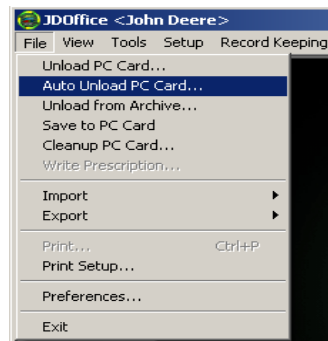 JDOffice <John Deere>
File View Tools Setup Record Keeping
Unload PC Card...
Auto Unload PC Card...
Unload from Archive...
Save to PC Card
Cleanup PC Card...
Write Prescription...
Import
Export
Print... Ctrl+P
Print Setup...
Preferences...
Exit